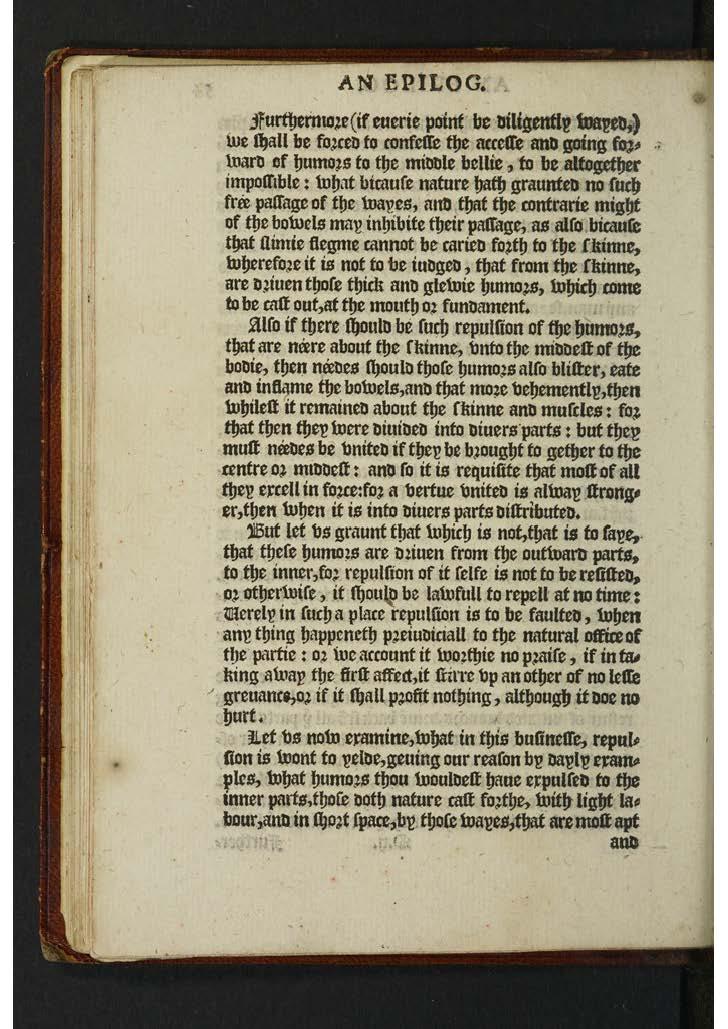 AN EPILOG.
Furthermore (if euerie point be diligently wayed,)
we shall be forced to confesse the accesse and going for-
ward of humors to the middle bellie, to be altogether
impossible: what bicause nature hath graunted no such
frée passage of the wayes, and that the contrarie might
of the bowels may inhibite their passage, as also bicause
that slimie flegme cannot be caried forth to the skinne,
wherefore it is not to be iudged, that from the skinne,
are driuen those thick and glewie humors, which come
to be cast out, at the mouth or fundament.
Also if there should be such repulsion of the humors,
that are néere about the skinne, vnto the middest of the
bodie, then néedes should those humors also blister, eate
and inflame the bowels, and that more vehemently, then
whilest it remained about the skinne and muscles: for
that then they were diuided into diuers parts: but they
must néedes be vnited if they be brought to gether to the
centre or middest: and so it is requisite that most of all
they excell in force: for a vertue vnited is alway strong-
er, then when it is into diuers parts distributed.
But let vs graunt that which is not, that is to saye,
that these humors are driuen from the outward parts,
to the inner, for repulsion of it selfe is not to be resisted,
or otherwise, it should be lawfull to repell at no time:
Uerely in such a place repulsion is to be faulted, when
any thing happeneth preiudiciall to the natural office of
the partie: or we account it worthie no praise, if in ta-
king away the first affect, it stirre vp an other of no lesse
greuance, or if it shall profit nothing, although it doe no
hurt.
Let vs now examine, what in this businesse, repul-
sion is wont to yelde, geuing our reason by dayly exam-
ples, what humors thou wouldest haue expulsed to the
inner parts, those doth nature cast forthe, with light la-
bour, and in short space, by those wayes, that are most apt
and